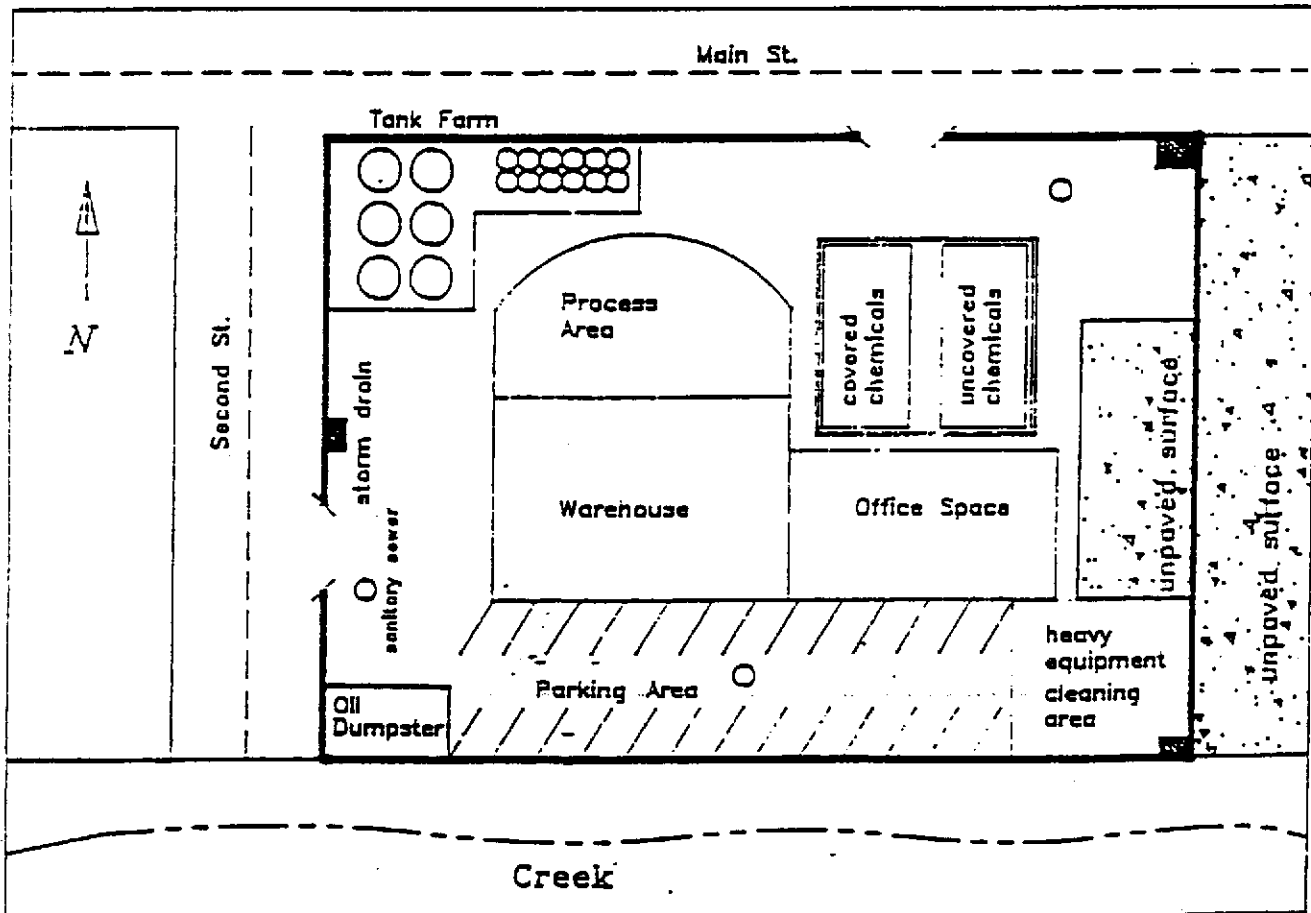 Main St.
Tank Farm
N
Second St.
storm drain
sanitary sewer
Process
Area
covered
chemicals
uncovered
chemicals
unpaved surface
unpaved surface
Warehouse
Office Space
heavy
equipment
cleaning
area
Parking Area
Oil
Dumpster
Creek